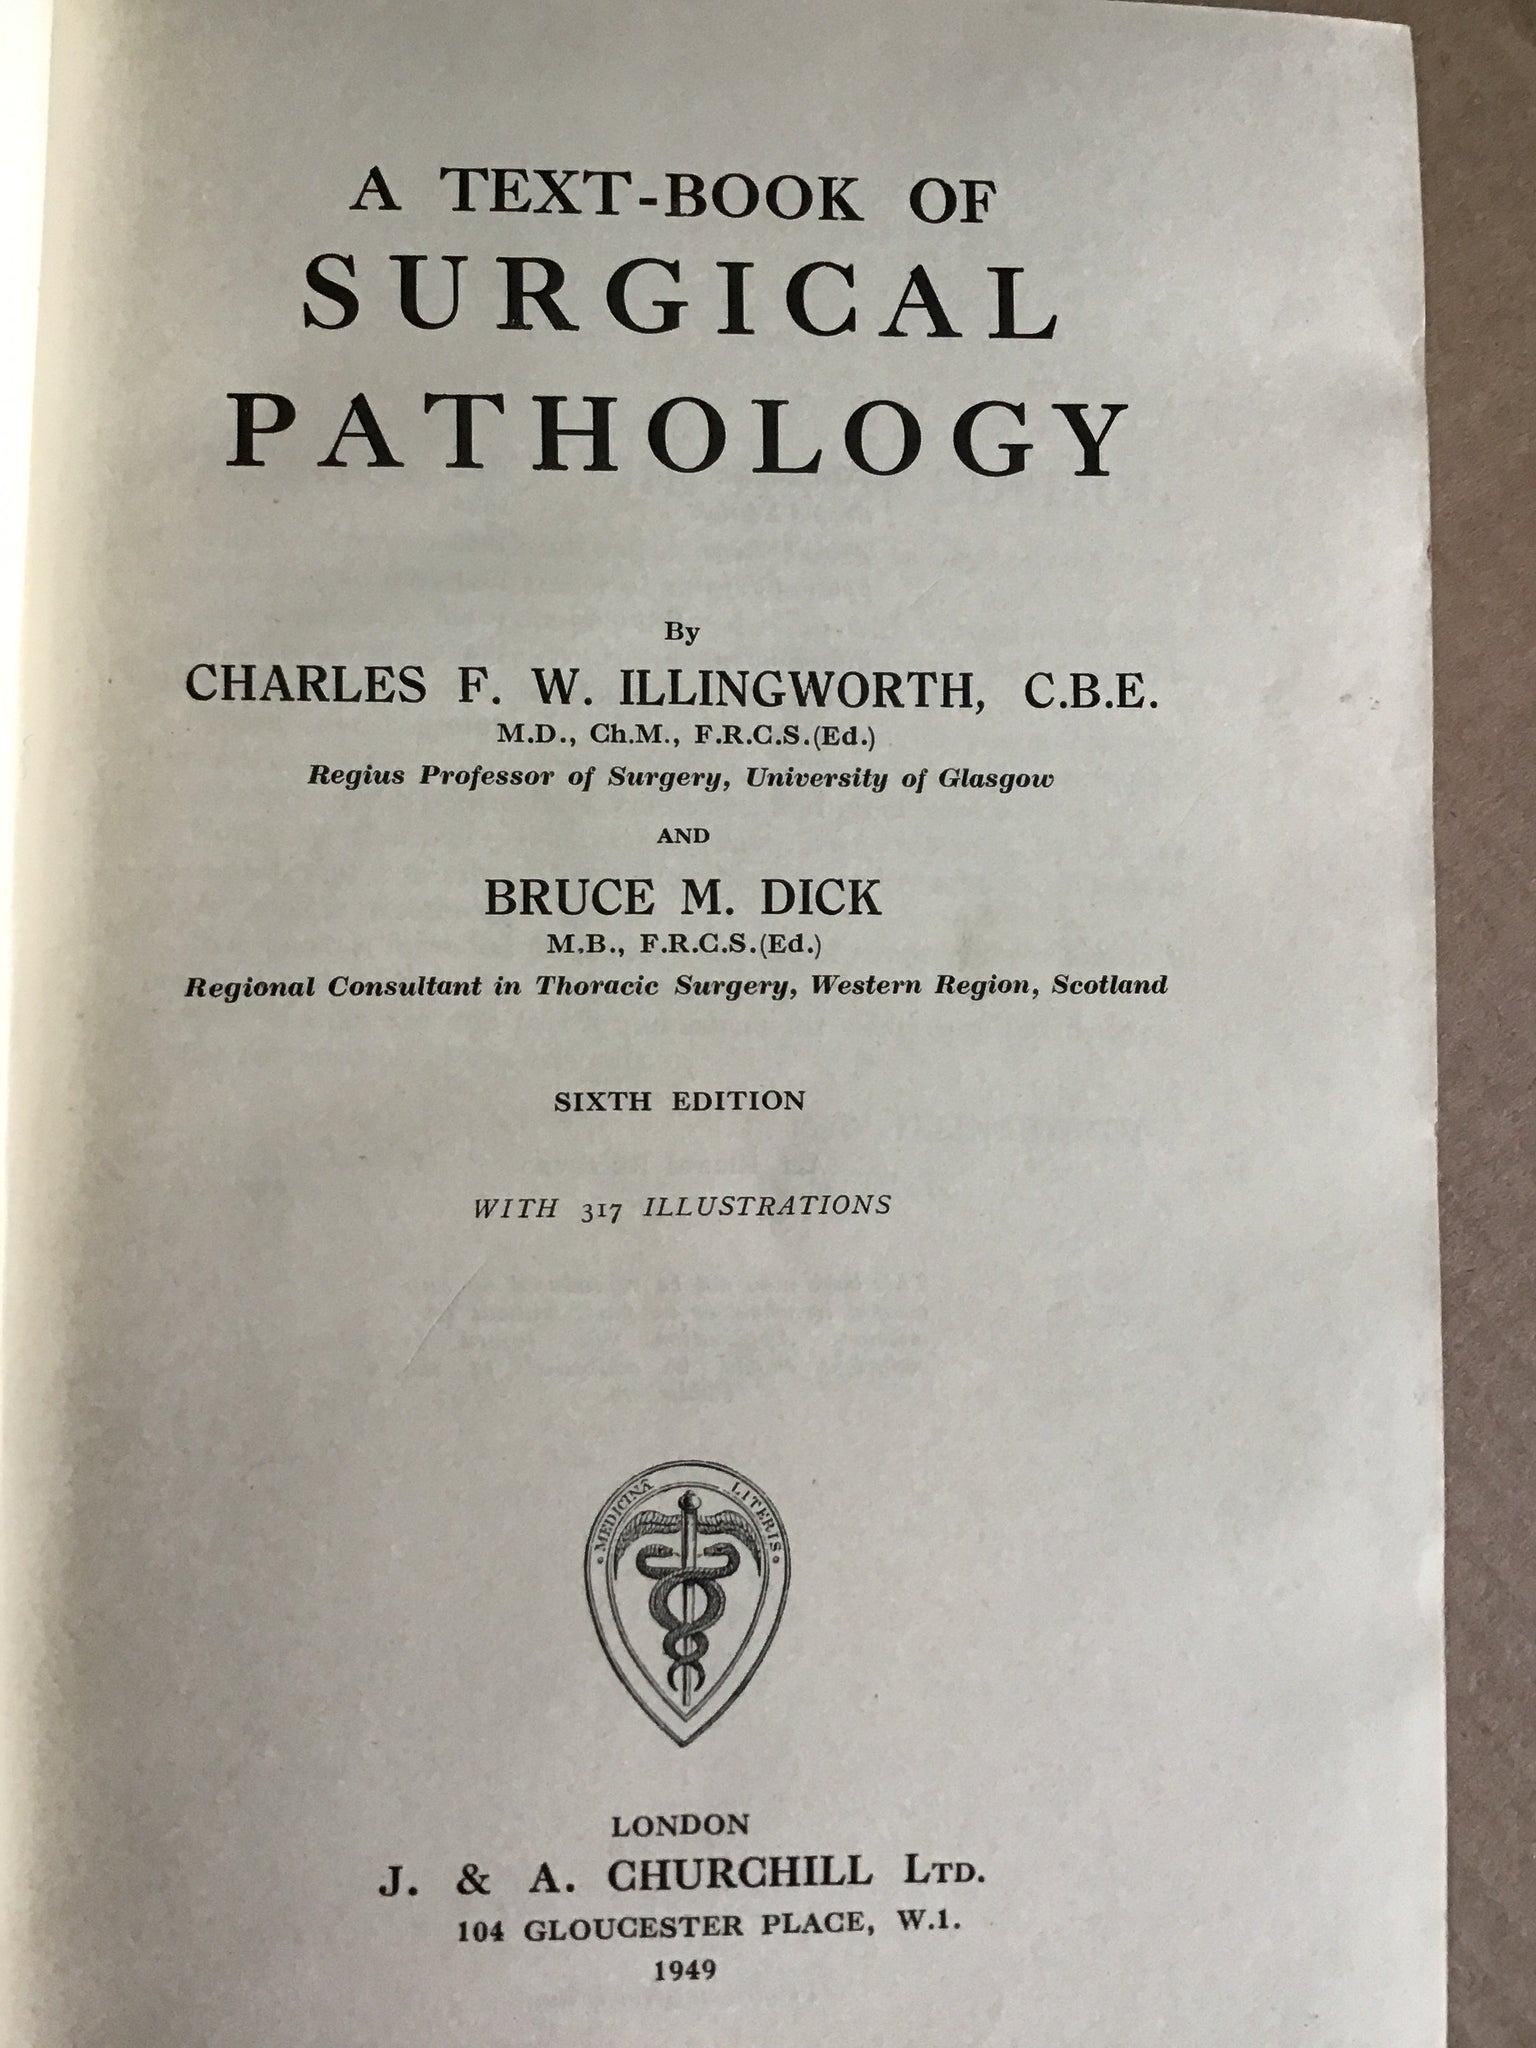 A TEXT-BOOK OF
SURGICAL
PATHOLOGY
By
CHARLES F. W. ILLINGWORTH, C.B.E.
M.D., Ch.M., F.R.C.S.(Ed.)
Regius Professor of Surgery, University of Glasgow
AND
BRUCE M. DICK
M.B., F.R.C.S.(Ed.)
Regional Consultant in Thoracic Surgery, Western Region, Scotland
SIXTH EDITION
WITH 317 ILLUSTRATIONS
MEDICINÂ LITERIS
LONDON
J. & A. CHURCHILL LTD.
104 GLOUCESTER PLACE, W.1.
1949